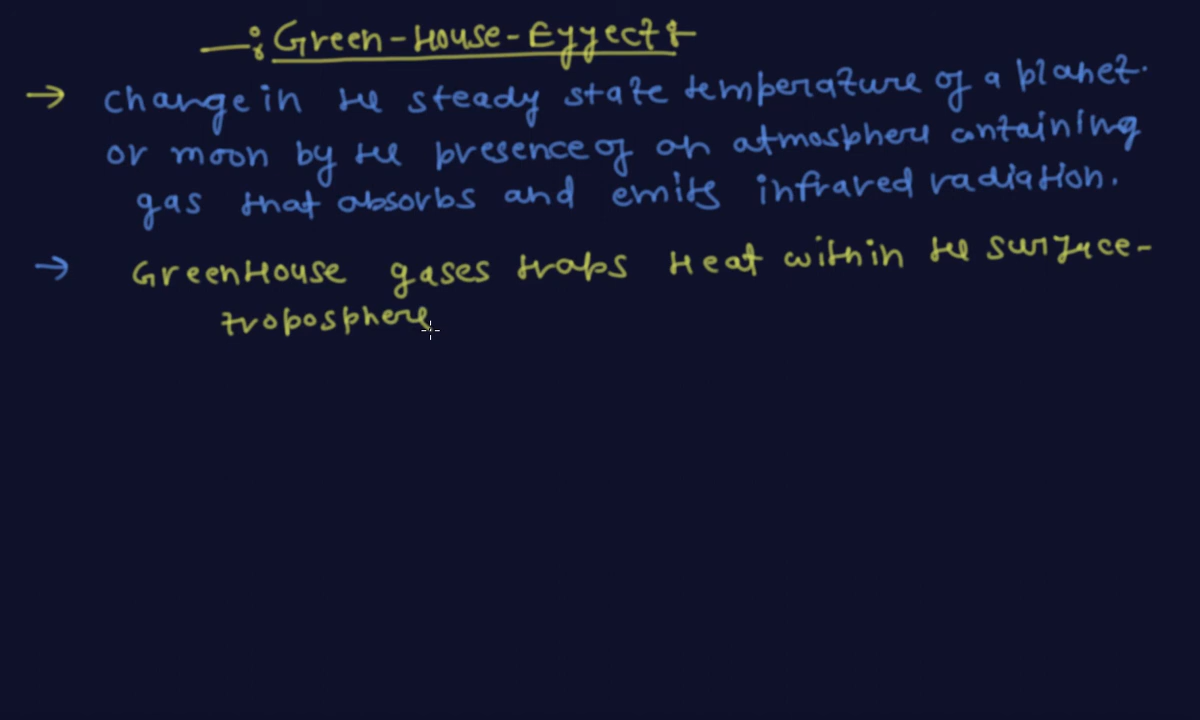 -: Green-House-Effect :-
→ change in the steady state temperature of a planet.
or moon by the presence of an atmosphere containing
gas that absorbs and emits infrared radiation.
→ GreenHouse gases traps Heat within the surface-
troposphere